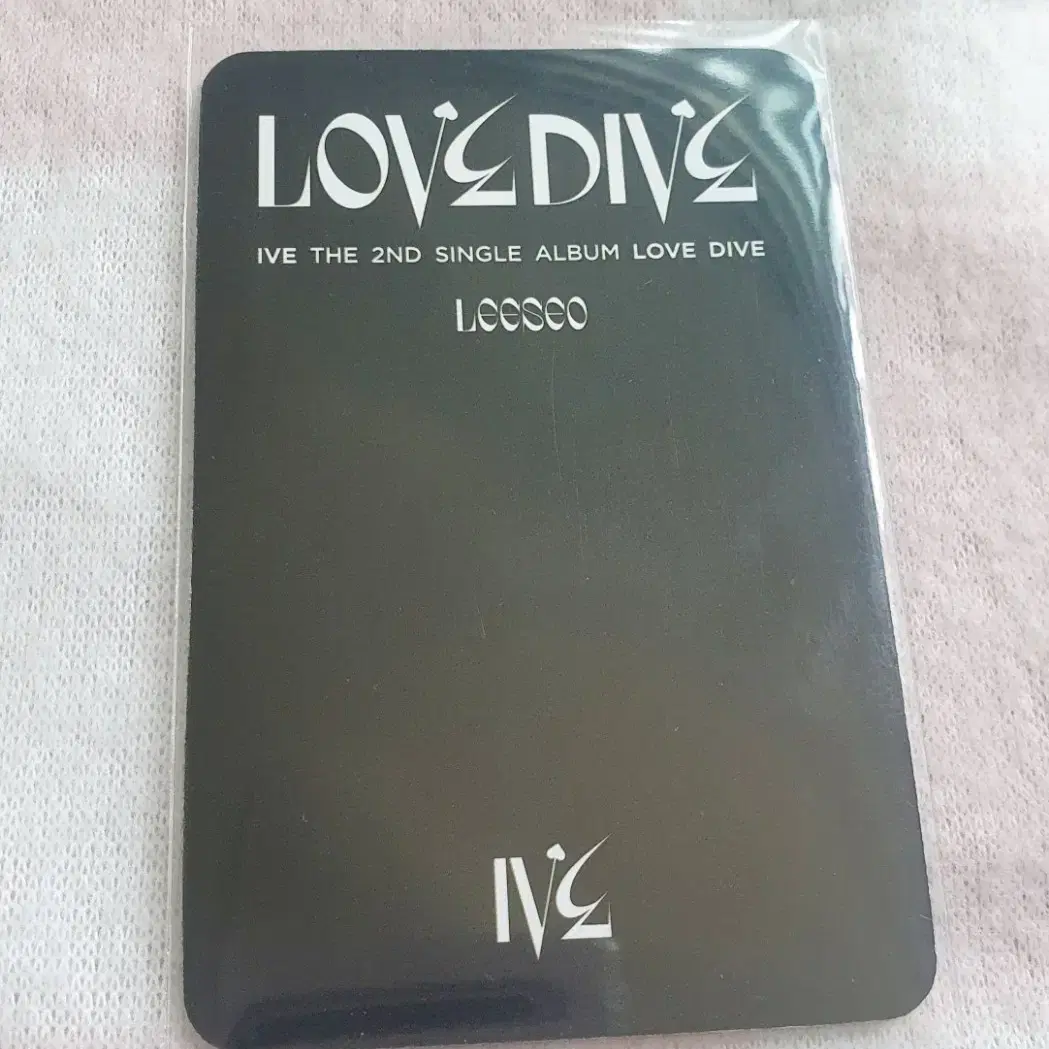 LOVE DIVE
IVE THE 2ND SINGLE ALBUM LOVE DIVE
LEESEO
IVE